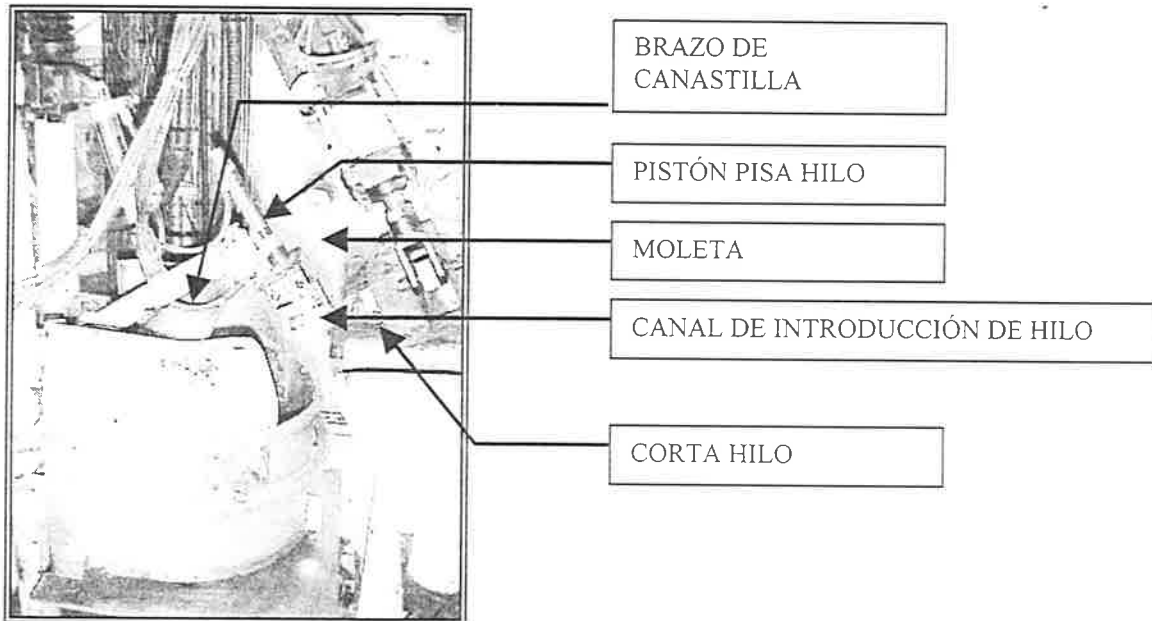 BRAZO DE
CANASTILLA
PISTÓN PISA HILO
MOLETA
CANAL DE INTRODUCCIÓN DE HILO
CORTA HILO